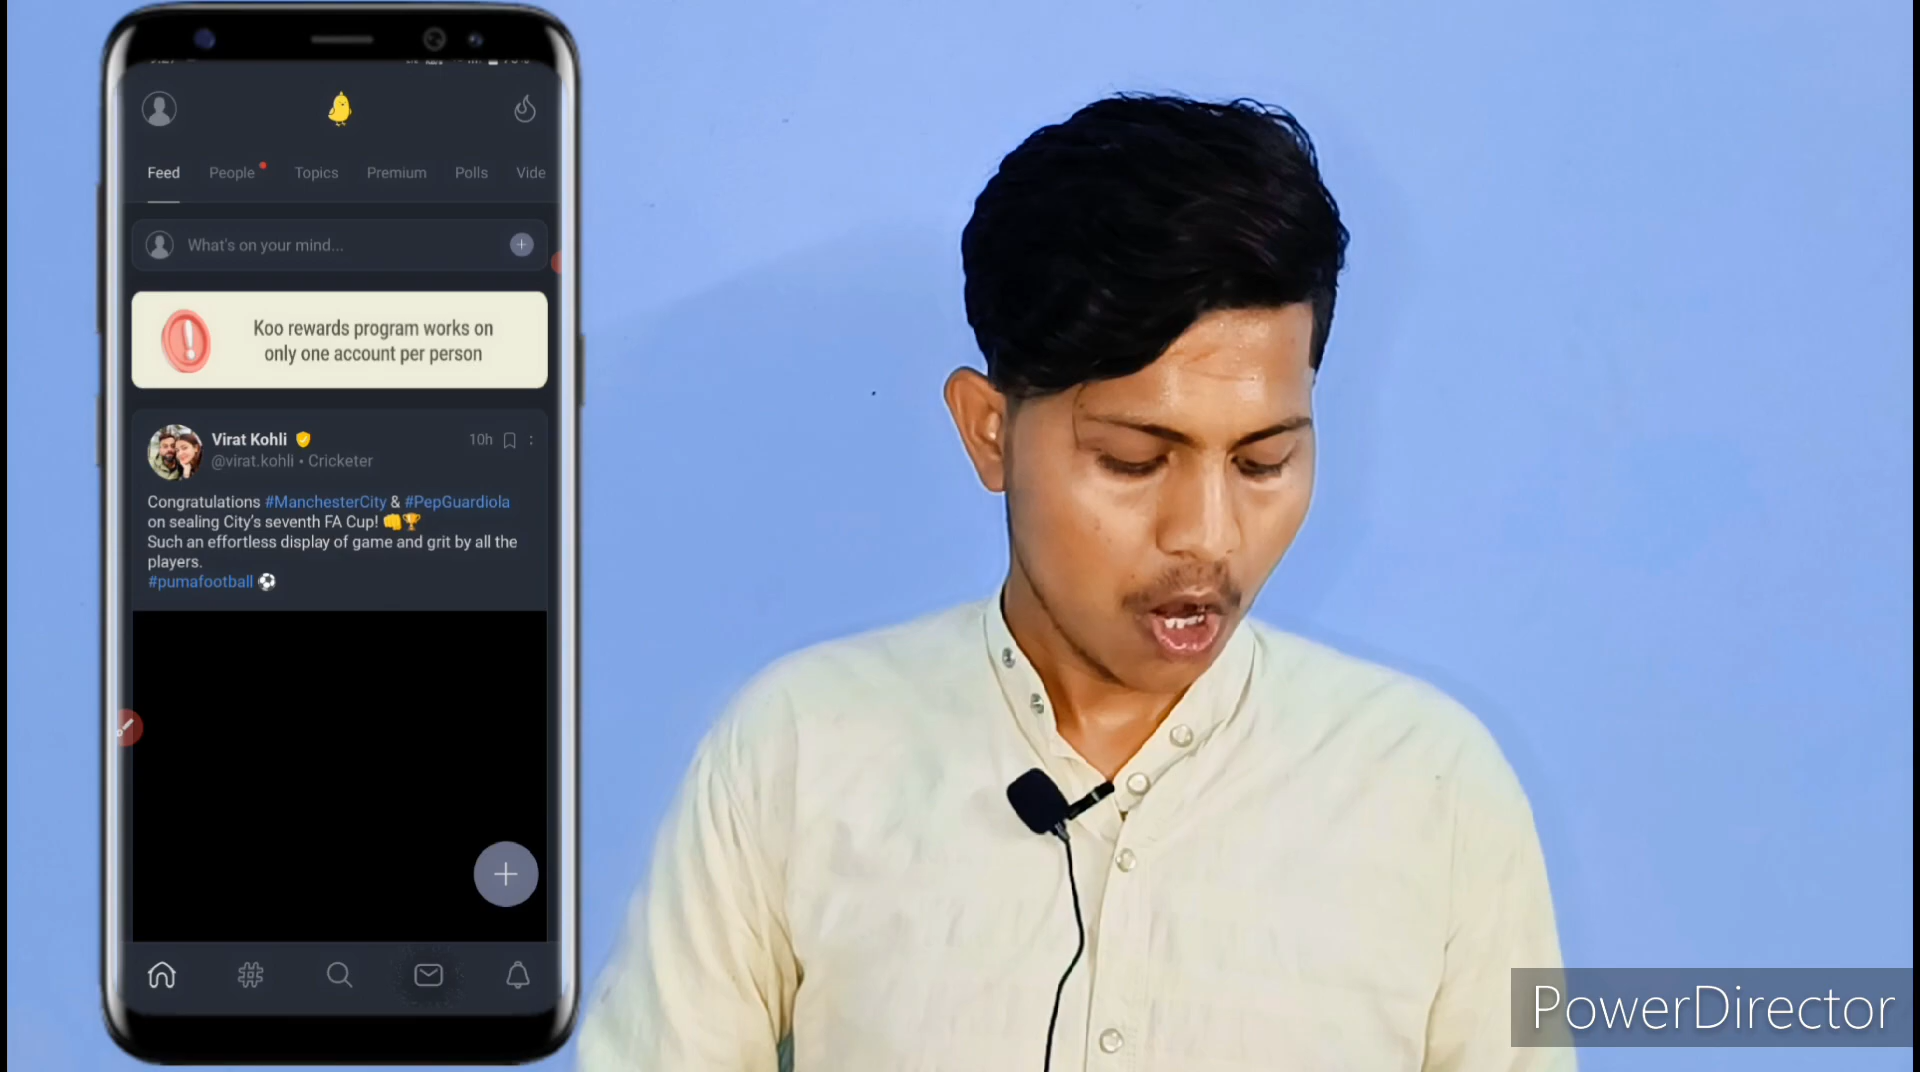 Feed People Topics Premium Polls Vide
What's on your mind...
Koo rewards program works on
only one account per person
Virat Kohli 10h
@virat.kohli • Cricketer
Congratulations #ManchesterCity & #PepGuardiola
on sealing City's seventh FA Cup! 👊🏆
Such an effortless display of game and grit by all the
players.
#pumafootball ⚽
PowerDirector